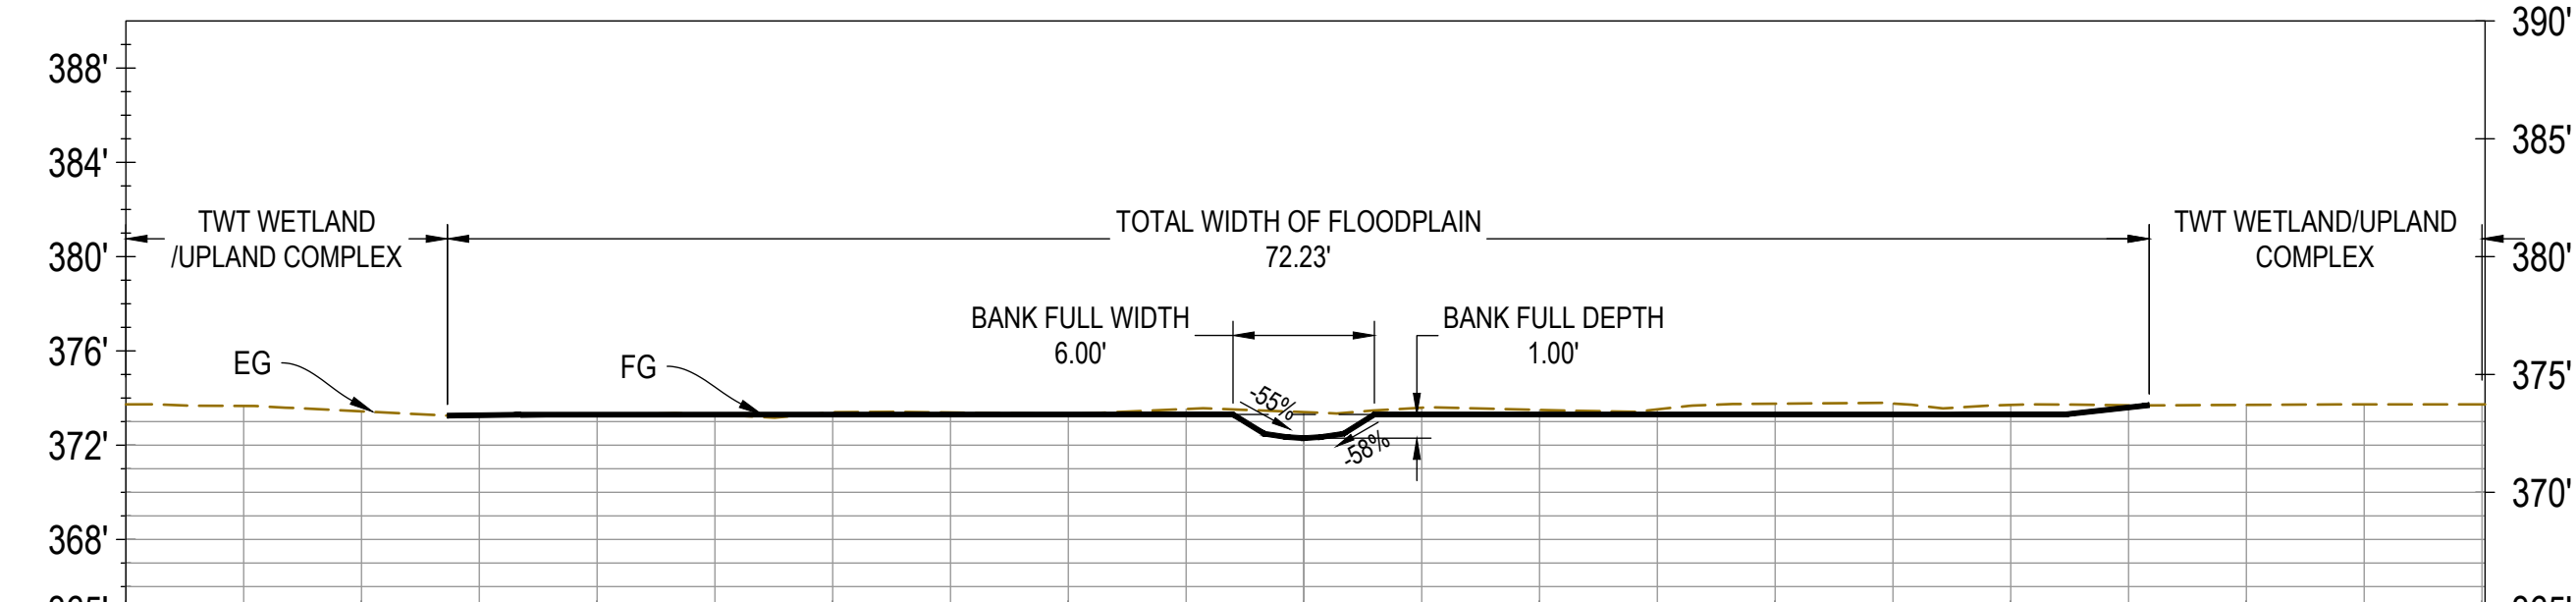 390'
388'
385'
384'
TWT WETLAND
/UPLAND COMPLEX
TOTAL WIDTH OF FLOODPLAIN
72.23'
TWT WETLAND/UPLAND
COMPLEX
380'
380'
BANK FULL WIDTH
6.00'
BANK FULL DEPTH
1.00'
376'
EG
FG
375'
-55%
-58%
372'
370'
368'